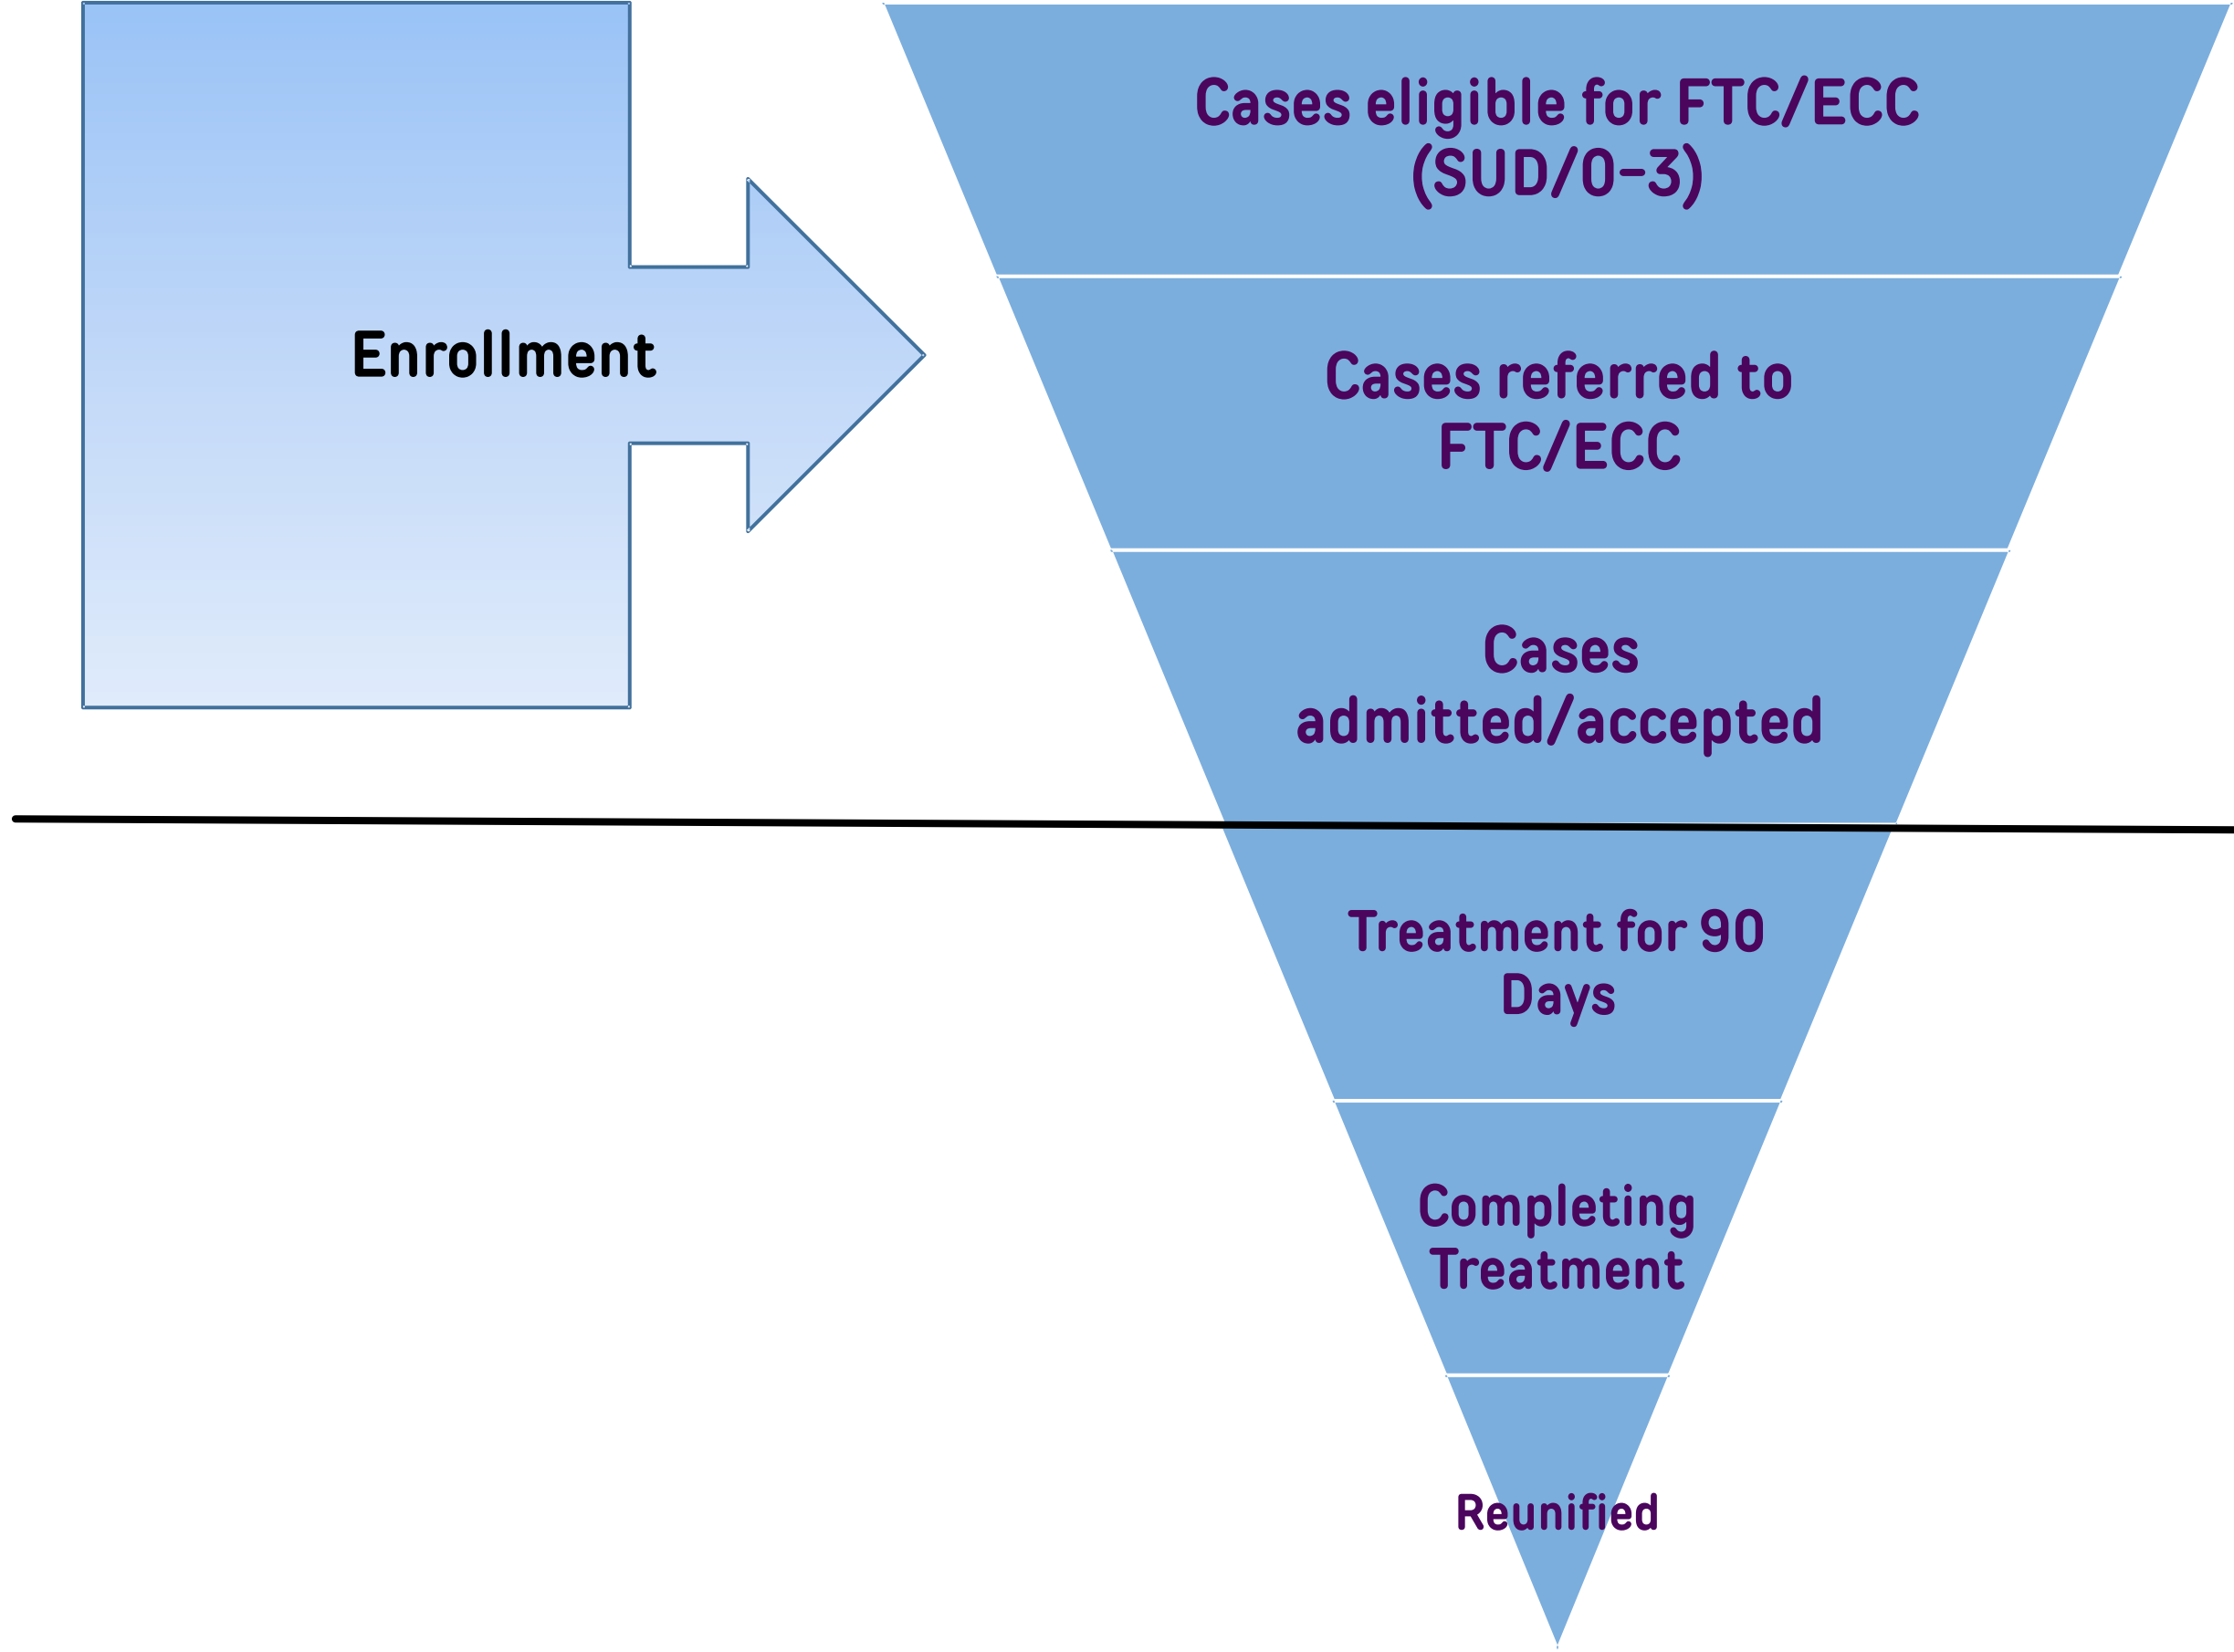 Enrollment
Cases eligible for FTC/ECC
(SUD/0-3)
Cases referred to
FTC/ECC
Cases
admitted/accepted
Treatment for 90
Days
Completing
Treatment
Reunified